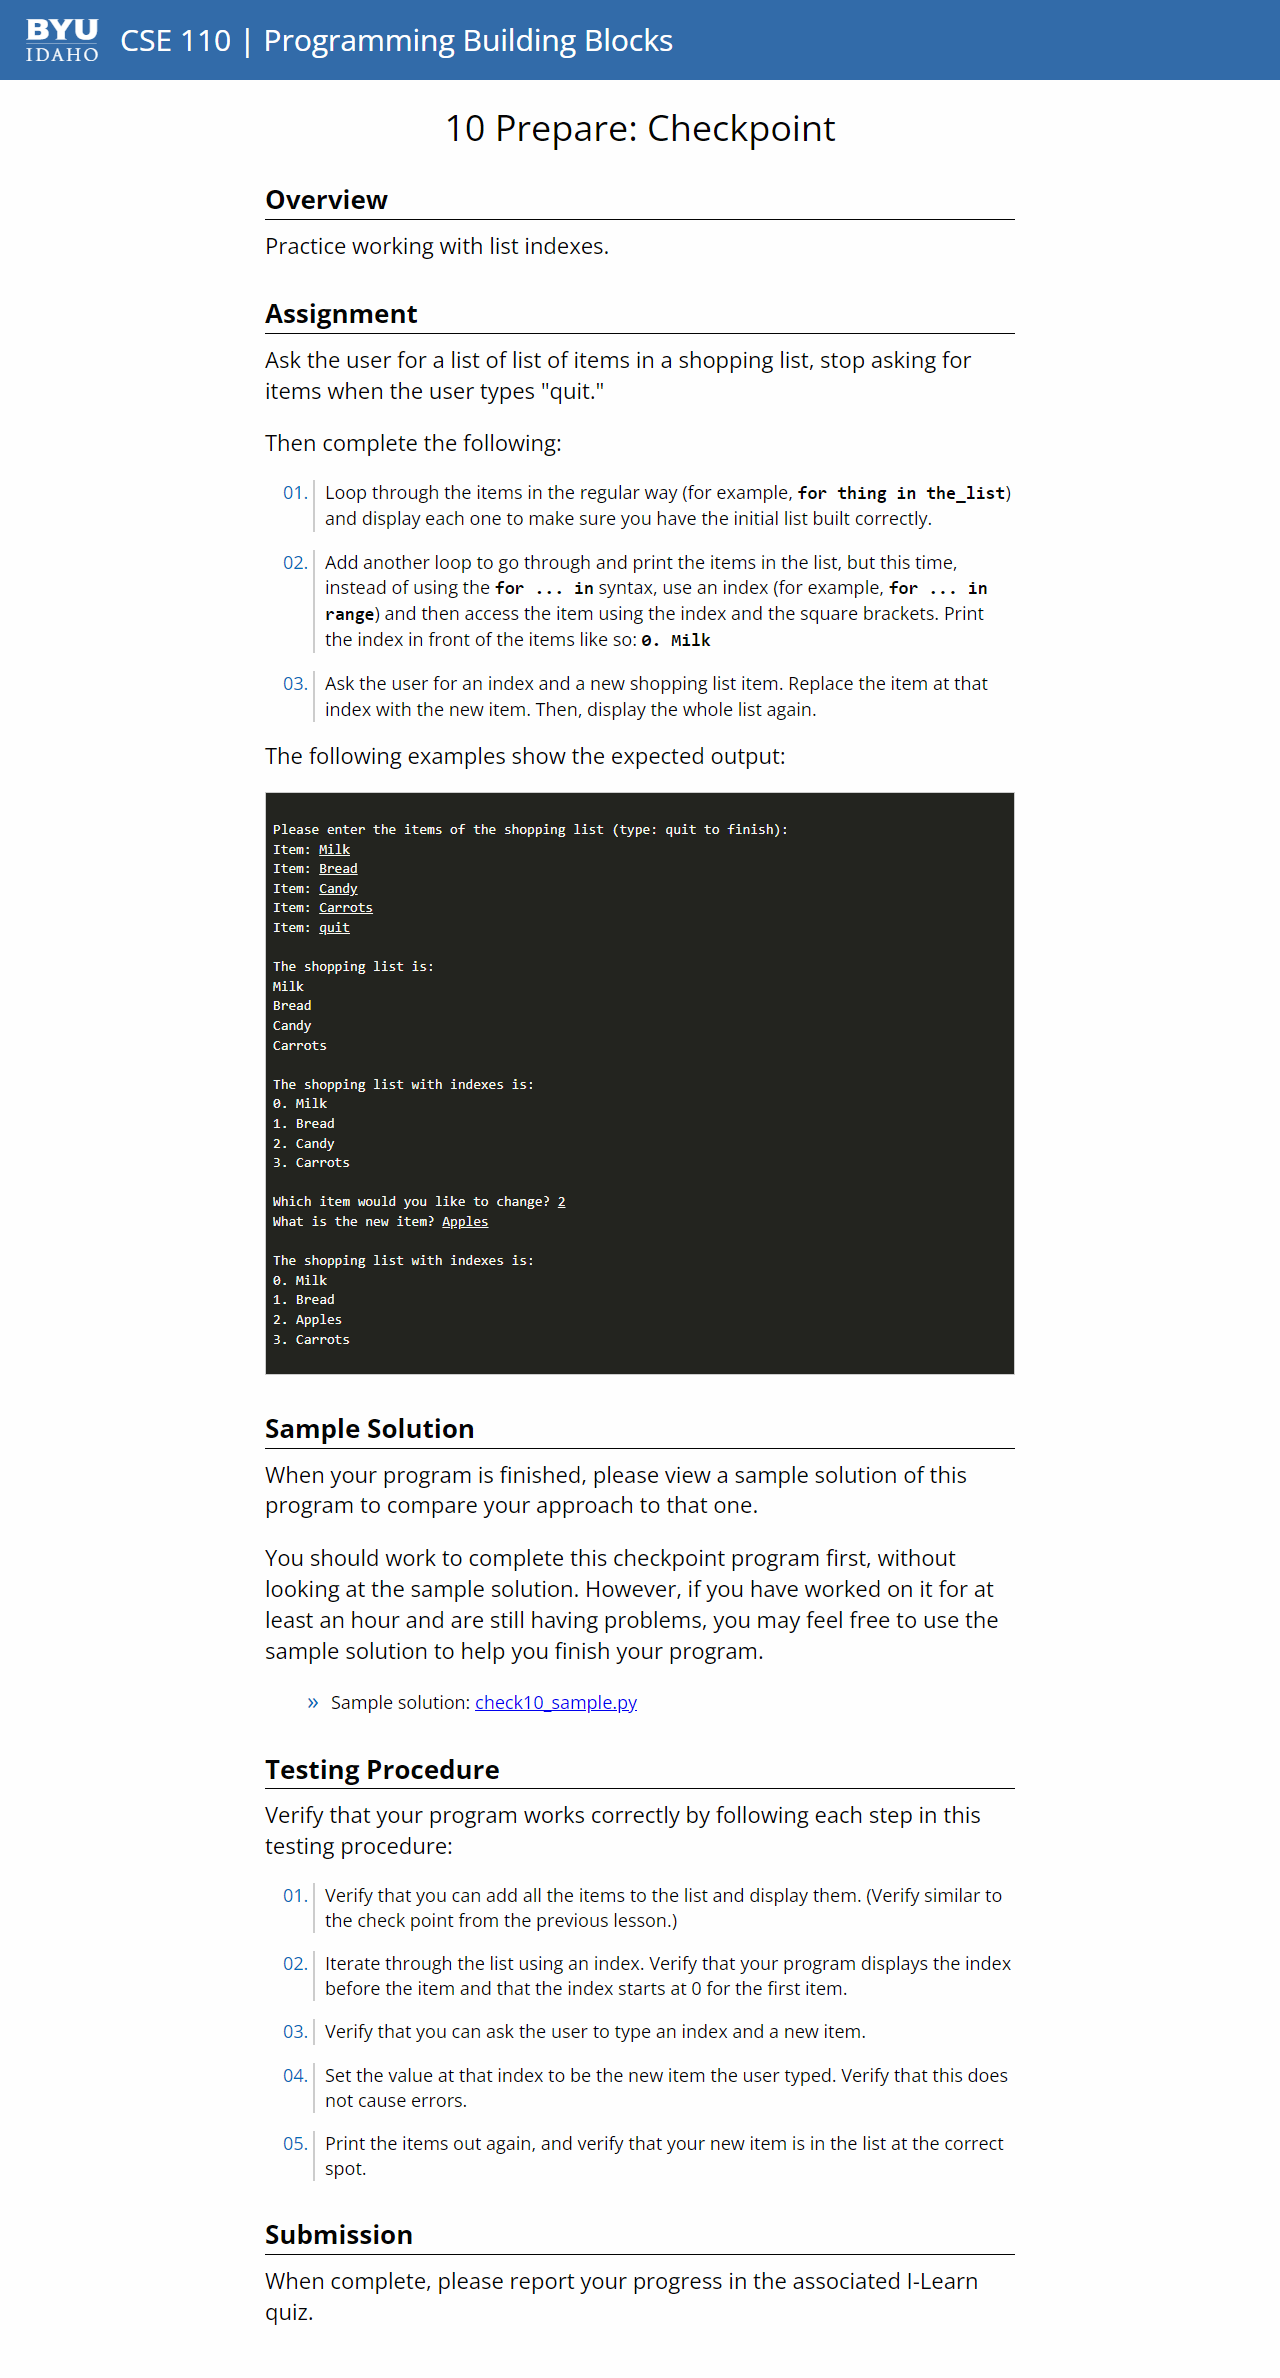 BYU
IDAHO
CSE 110 | Programming Building Blocks
10 Prepare: Checkpoint
Overview
Practice working with list indexes.
Assignment
Ask the user for a list of list of items in a shopping list, stop asking for
items when the user types "quit."
Then complete the following:
01. Loop through the items in the regular way (for example, for thing in the_list)
and display each one to make sure you have the initial list built correctly.
02. Add another loop to go through and print the items in the list, but this time,
instead of using the for ... in syntax, use an index (for example, for ... in
range) and then access the item using the index and the square brackets. Print
the index in front of the items like so: 0. Milk
03. Ask the user for an index and a new shopping list item. Replace the item at that
index with the new item. Then, display the whole list again.
The following examples show the expected output:
Please enter the items of the shopping list (type: quit to finish):
Item: Milk
Item: Bread
Item: Candy
Item: Carrots
Item: quit
The shopping list is:
Milk
Bread
Candy
Carrots
The shopping list with indexes is:
0. Milk
1. Bread
2. Candy
3. Carrots
Which item would you like to change? 2
What is the new item? Apples
The shopping list with indexes is:
0. Milk
1. Bread
2. Apples
3. Carrots
Sample Solution
When your program is finished, please view a sample solution of this
program to compare your approach to that one.
You should work to complete this checkpoint program first, without
looking at the sample solution. However, if you have worked on it for at
least an hour and are still having problems, you may feel free to use the
sample solution to help you finish your program.
» Sample solution: check10_sample.py
Testing Procedure
Verify that your program works correctly by following each step in this
testing procedure:
01. Verify that you can add all the items to the list and display them. (Verify similar to
the check point from the previous lesson.)
02. Iterate through the list using an index. Verify that your program displays the index
before the item and that the index starts at 0 for the first item.
03. Verify that you can ask the user to type an index and a new item.
04. Set the value at that index to be the new item the user typed. Verify that this does
not cause errors.
05. Print the items out again, and verify that your new item is in the list at the correct
spot.
Submission
When complete, please report your progress in the associated I-Learn
quiz.